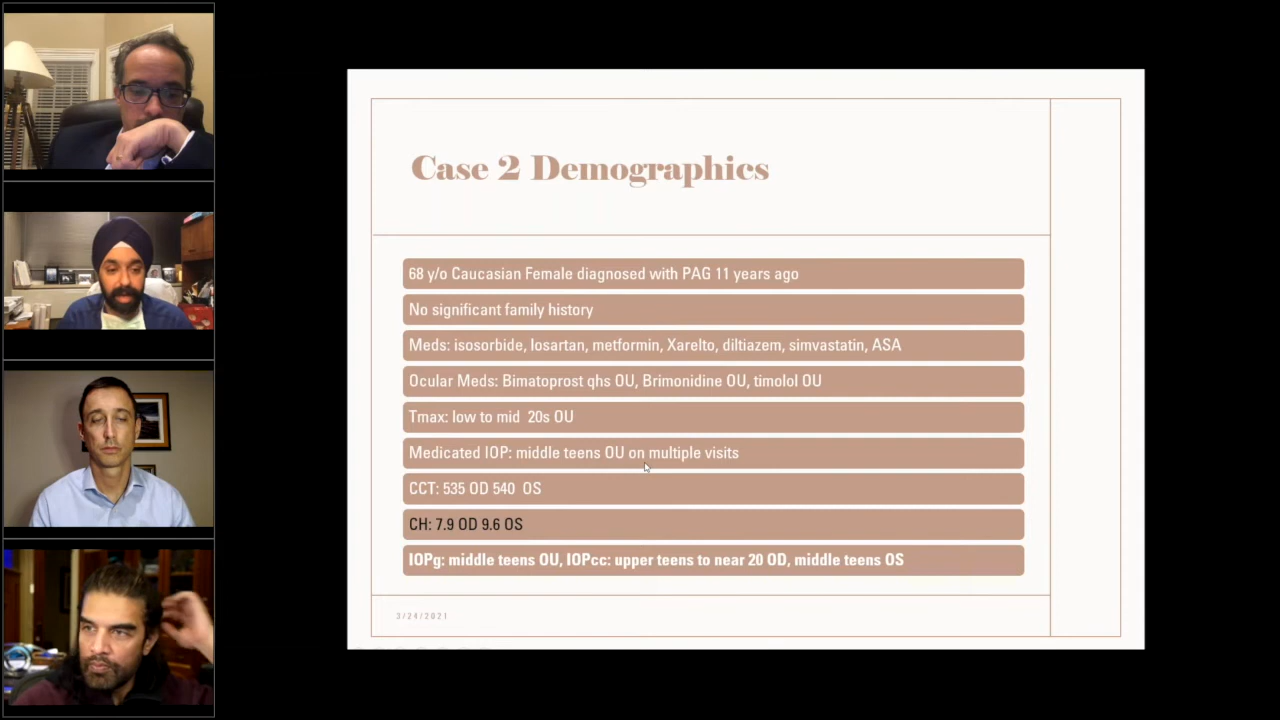 Case 2 Demographics
68 y/o Caucasian Female diagnosed with PAG 11 years ago
No significant family history
Meds: isosorbide, losartan, metformin, Xarelto, diltiazem, simvastatin, ASA
Ocular Meds: Bimatoprost qhs OU, Brimonidine OU, timolol OU
Tmax: low to mid 20s OU
Medicated IOP: middle teens OU on multiple visits
CCT: 535 OD 540 OS
CH: 7.9 OD 9.6 OS
IOPg: middle teens OU, IOPcc: upper teens to near 20 OD, middle teens OS
3/24/2021